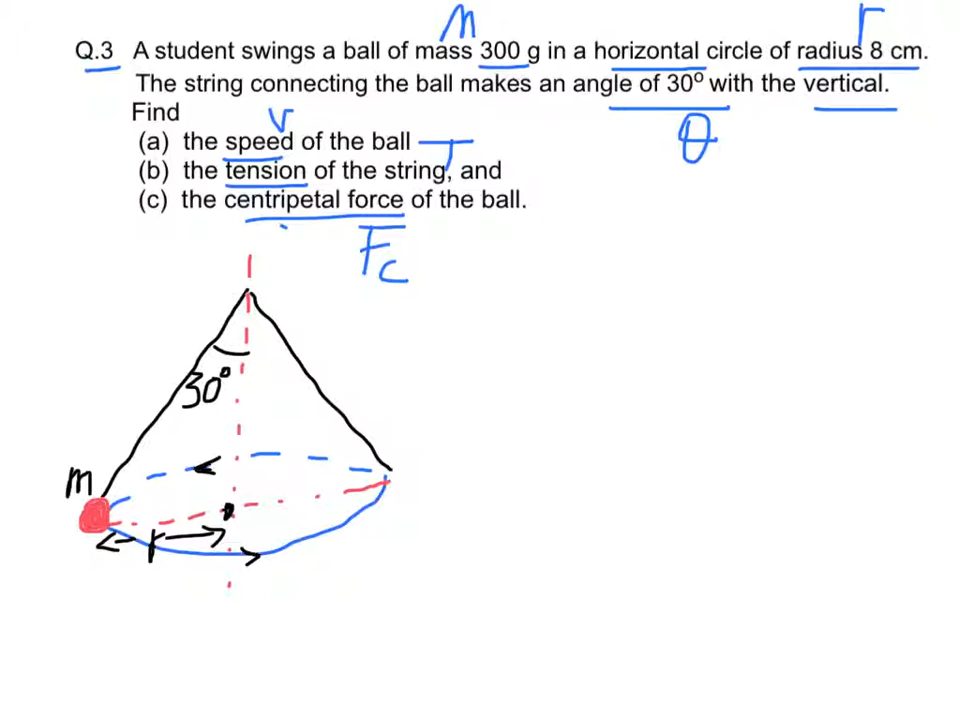 m r
Q.3 A student swings a ball of mass 300 g in a horizontal circle of radius 8 cm.
The string connecting the ball makes an angle of 30° with the vertical.
Find v θ
(a) the speed of the ball T
(b) the tension of the string, and
(c) the centripetal force of the ball.
Fc
30°
m
r